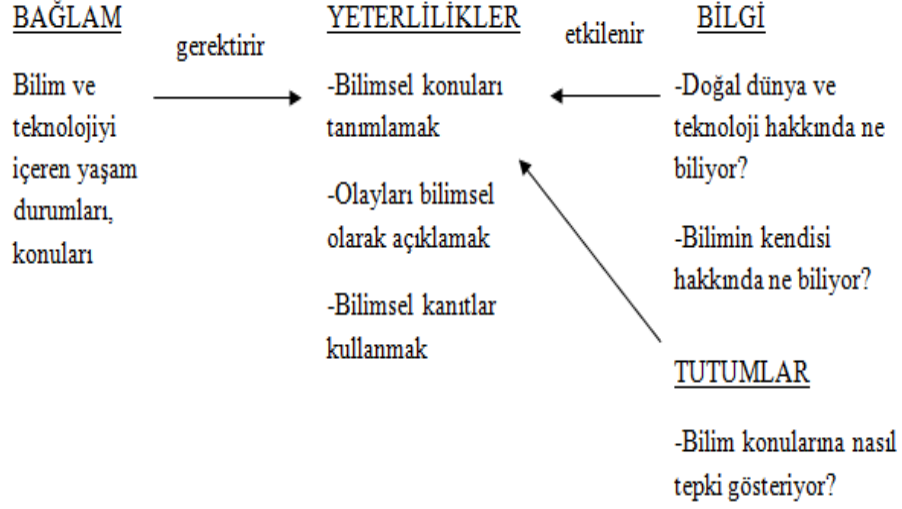 BAĞLAM
gerektirir
Bilim ve
teknolojiyi
içeren yaşam
durumları,
konuları
YETERLİLİKLER
-Bilimsel konuları
tanımlamak
-Olayları bilimsel
olarak açıklamak
-Bilimsel kanıtlar
kullanmak
etkilenir
BİLGİ
-Doğal dünya ve
teknoloji hakkında ne
biliyor?
-Bilimin kendisi
hakkında ne biliyor?
TUTUMLAR
-Bilim konularına nasıl
tepki gösteriyor?